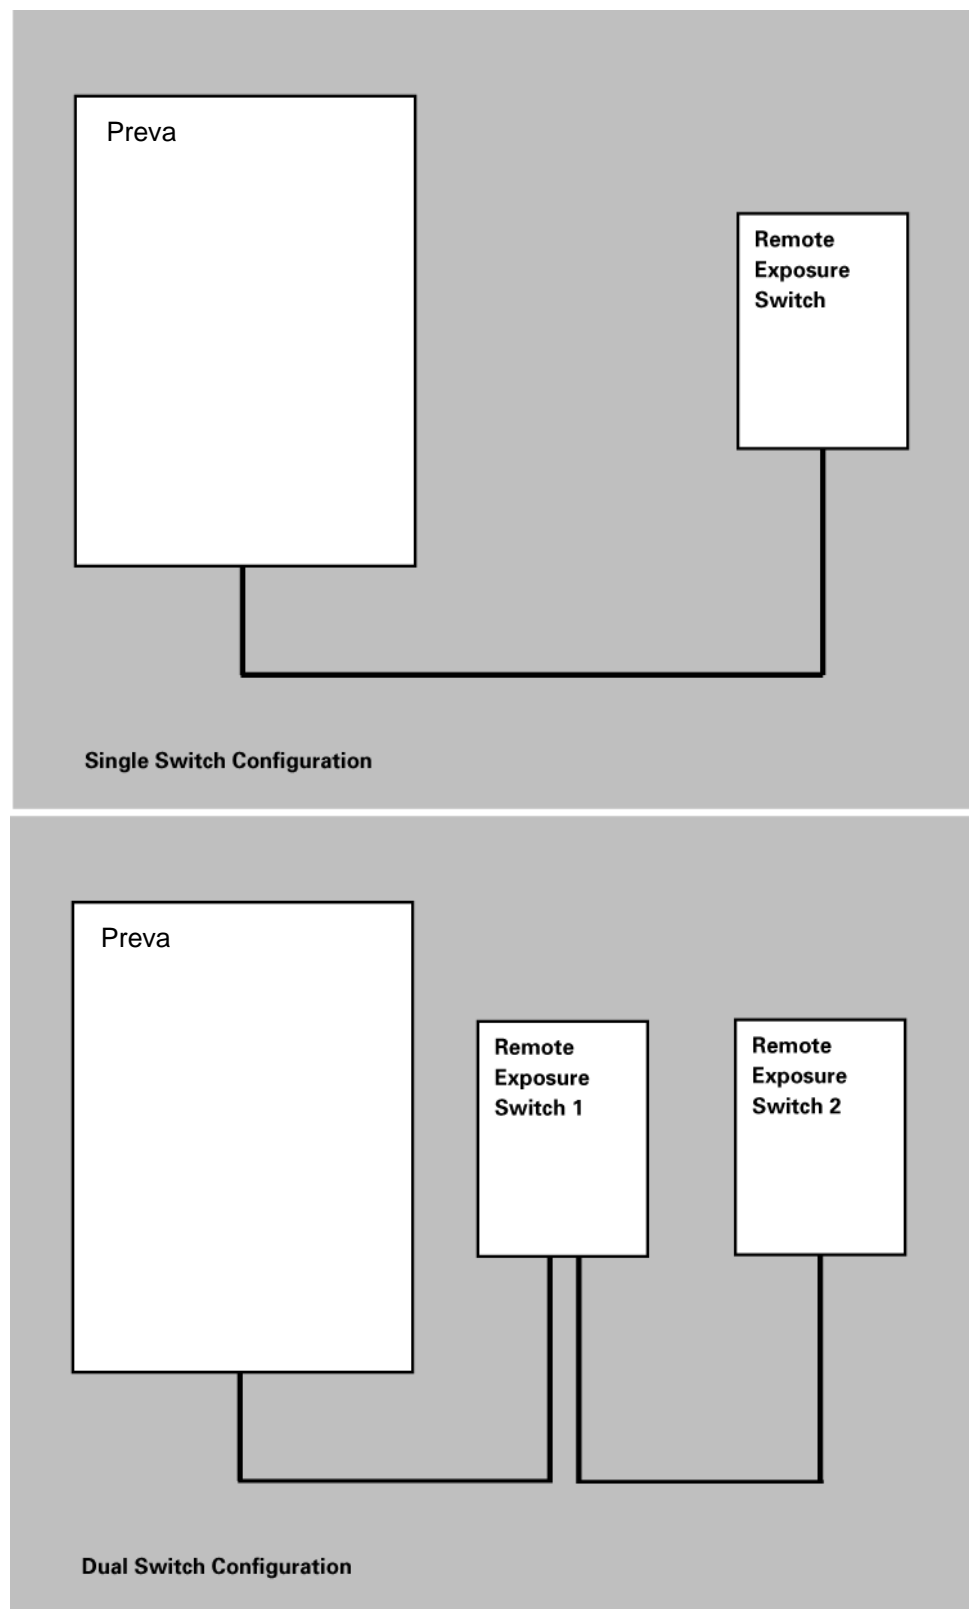 Preva
Remote
Exposure
Switch
Single Switch Configuration
Preva
Remote
Exposure
Switch 1
Remote
Exposure
Switch 2
Dual Switch Configuration